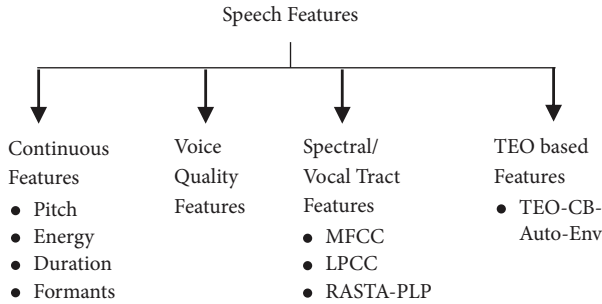 Speech Features
Continuous
Features
● Pitch
● Energy
● Duration
● Formants
Voice
Quality
Features
Spectral/
Vocal Tract
Features
● MFCC
● LPCC
● RASTA-PLP
TEO based
Features
● TEO-CB-
Auto-Env